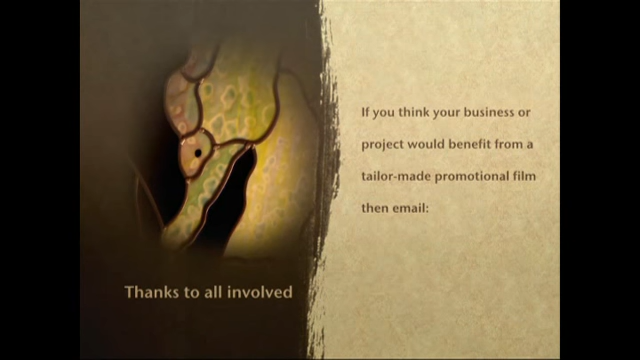 Thanks to all involved
If you think your business or
project would benefit from a
tailor-made promotional film
then email: